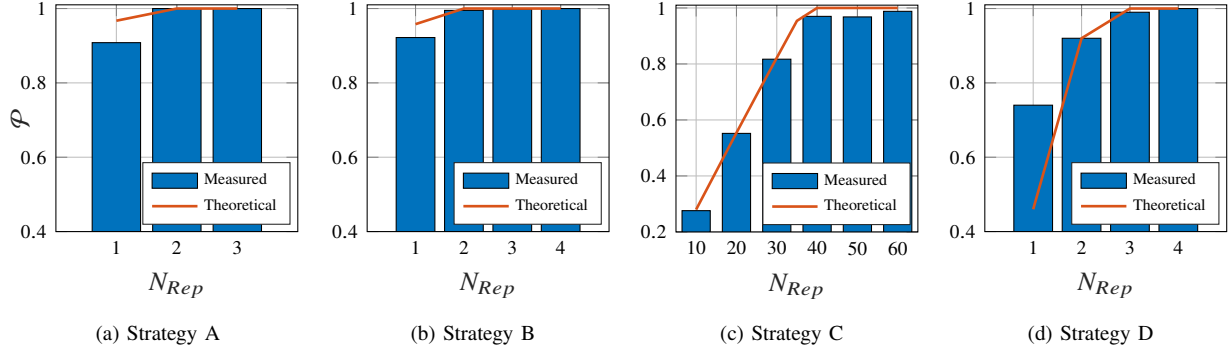 1
0.8
0.6
0.4
𝒫
1 2 3
N_Rep
Measured
Theoretical
(a) Strategy A
1
0.8
0.6
0.4
1 2 3 4
N_Rep
Measured
Theoretical
(b) Strategy B
1
0.8
0.6
0.4
0.2
10 20 30 40 50 60
N_Rep
Measured
Theoretical
(c) Strategy C
1
0.8
0.6
0.4
1 2 3 4
N_Rep
Measured
Theoretical
(d) Strategy D